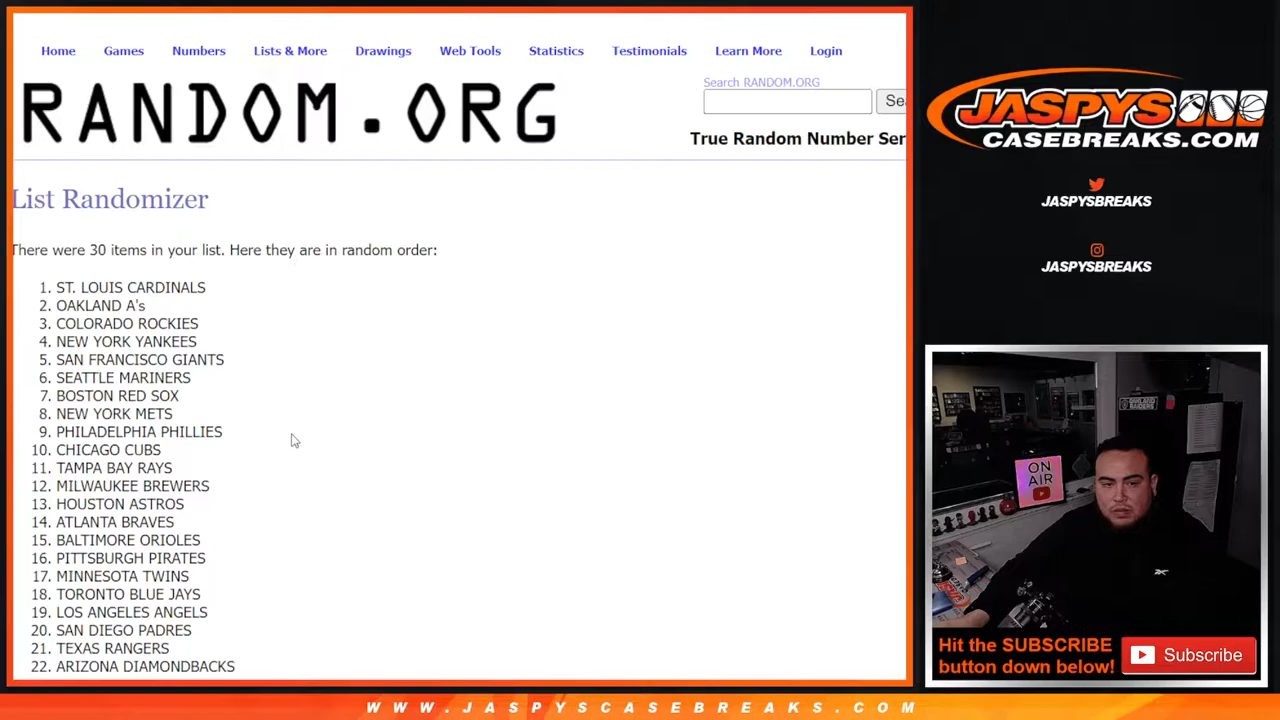 Home Games Numbers Lists & More Drawings Web Tools Statistics Testimonials Learn More Login
RANDOM.ORG
Search RANDOM.ORG
Sea
True Random Number Ser
List Randomizer
There were 30 items in your list. Here they are in random order:
1. ST. LOUIS CARDINALS
2. OAKLAND A's
3. COLORADO ROCKIES
4. NEW YORK YANKEES
5. SAN FRANCISCO GIANTS
6. SEATTLE MARINERS
7. BOSTON RED SOX
8. NEW YORK METS
9. PHILADELPHIA PHILLIES
10. CHICAGO CUBS
11. TAMPA BAY RAYS
12. MILWAUKEE BREWERS
13. HOUSTON ASTROS
14. ATLANTA BRAVES
15. BALTIMORE ORIOLES
16. PITTSBURGH PIRATES
17. MINNESOTA TWINS
18. TORONTO BLUE JAYS
19. LOS ANGELES ANGELS
20. SAN DIEGO PADRES
21. TEXAS RANGERS
22. ARIZONA DIAMONDBACKS
JASPYS
CASEBREAKS.COM
JASPYSBREAKS
JASPYSBREAKS
OAKLAND
RAIDERS
ON
AIR
Hit the SUBSCRIBE
button down below!
Subscribe
WWW.JASPYSCASEBREAKS.COM